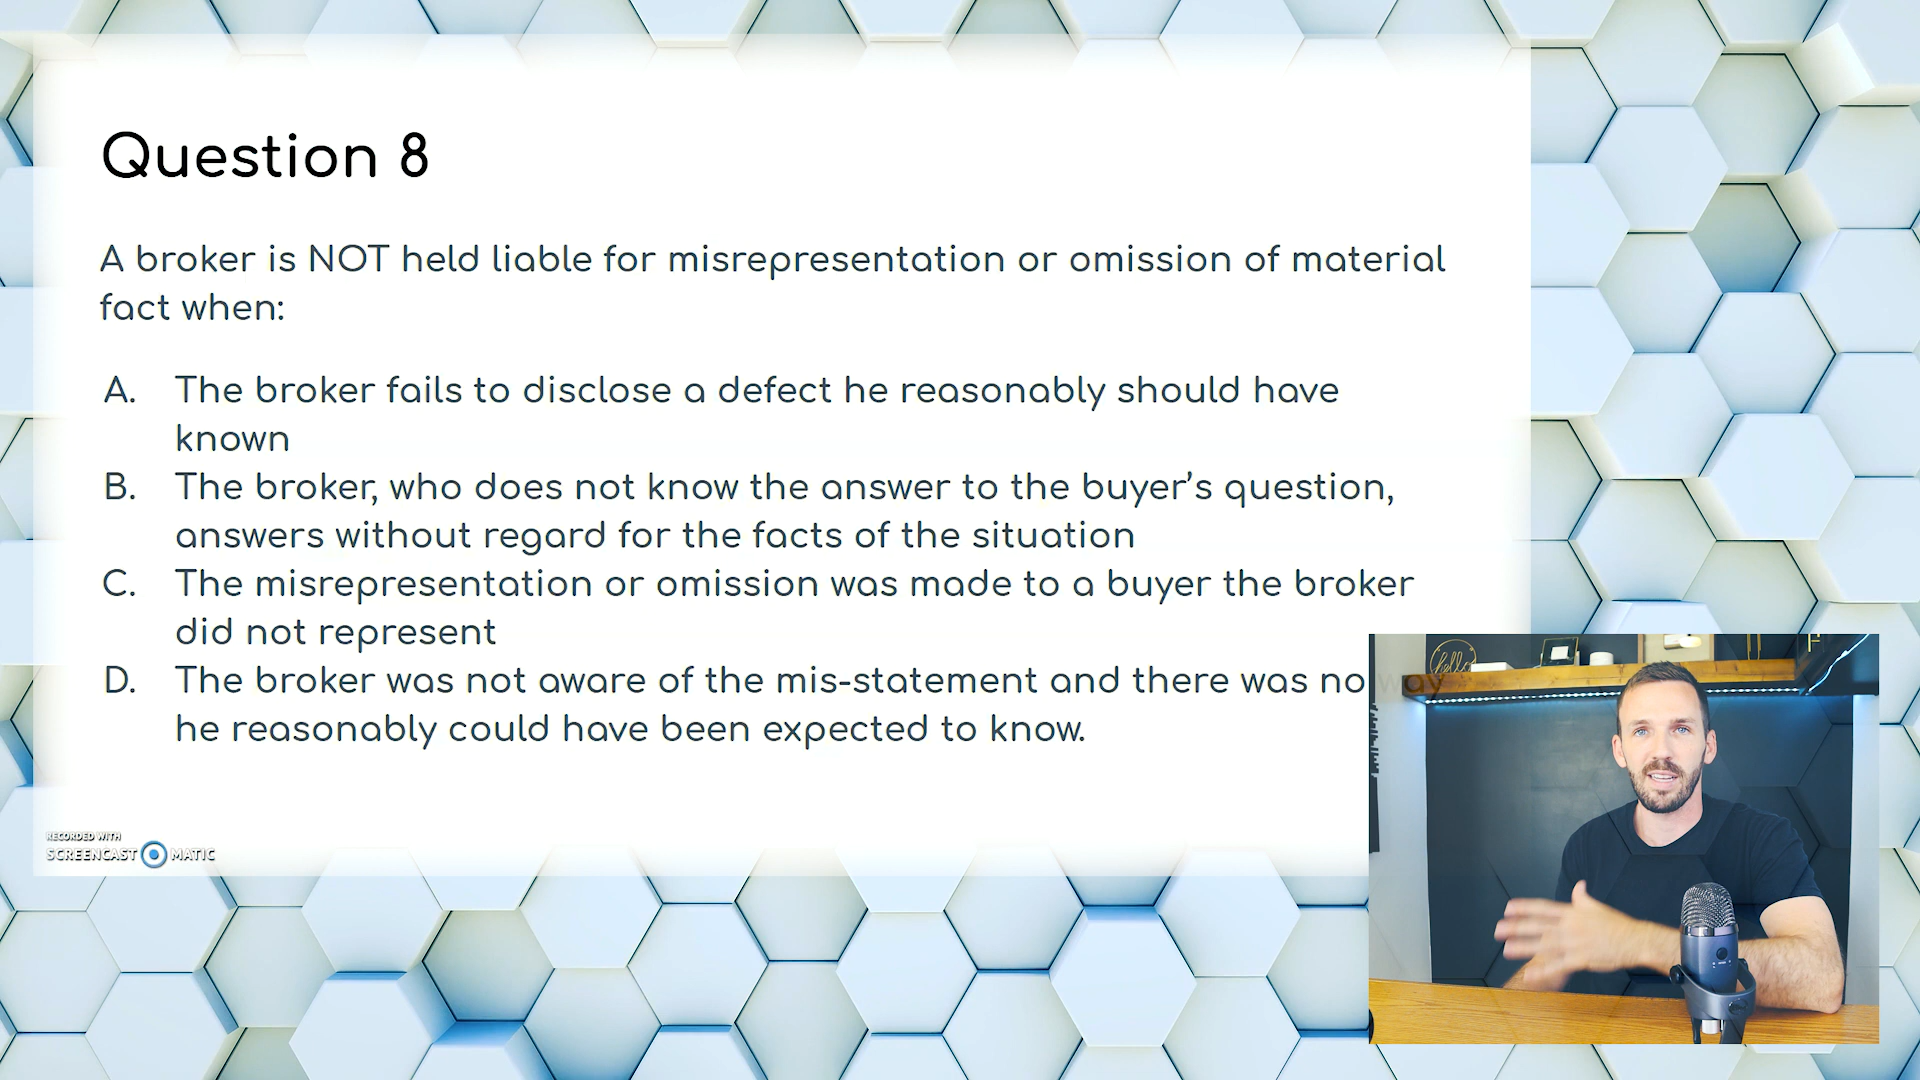 Question 8
A broker is NOT held liable for misrepresentation or omission of material
fact when:
A. The broker fails to disclose a defect he reasonably should have
known
B. The broker, who does not know the answer to the buyer’s question,
answers without regard for the facts of the situation
C. The misrepresentation or omission was made to a buyer the broker
did not represent
D. The broker was not aware of the mis-statement and there was no way
he reasonably could have been expected to know.
hello
RECORDED WITH
SCREENCAST MATIC